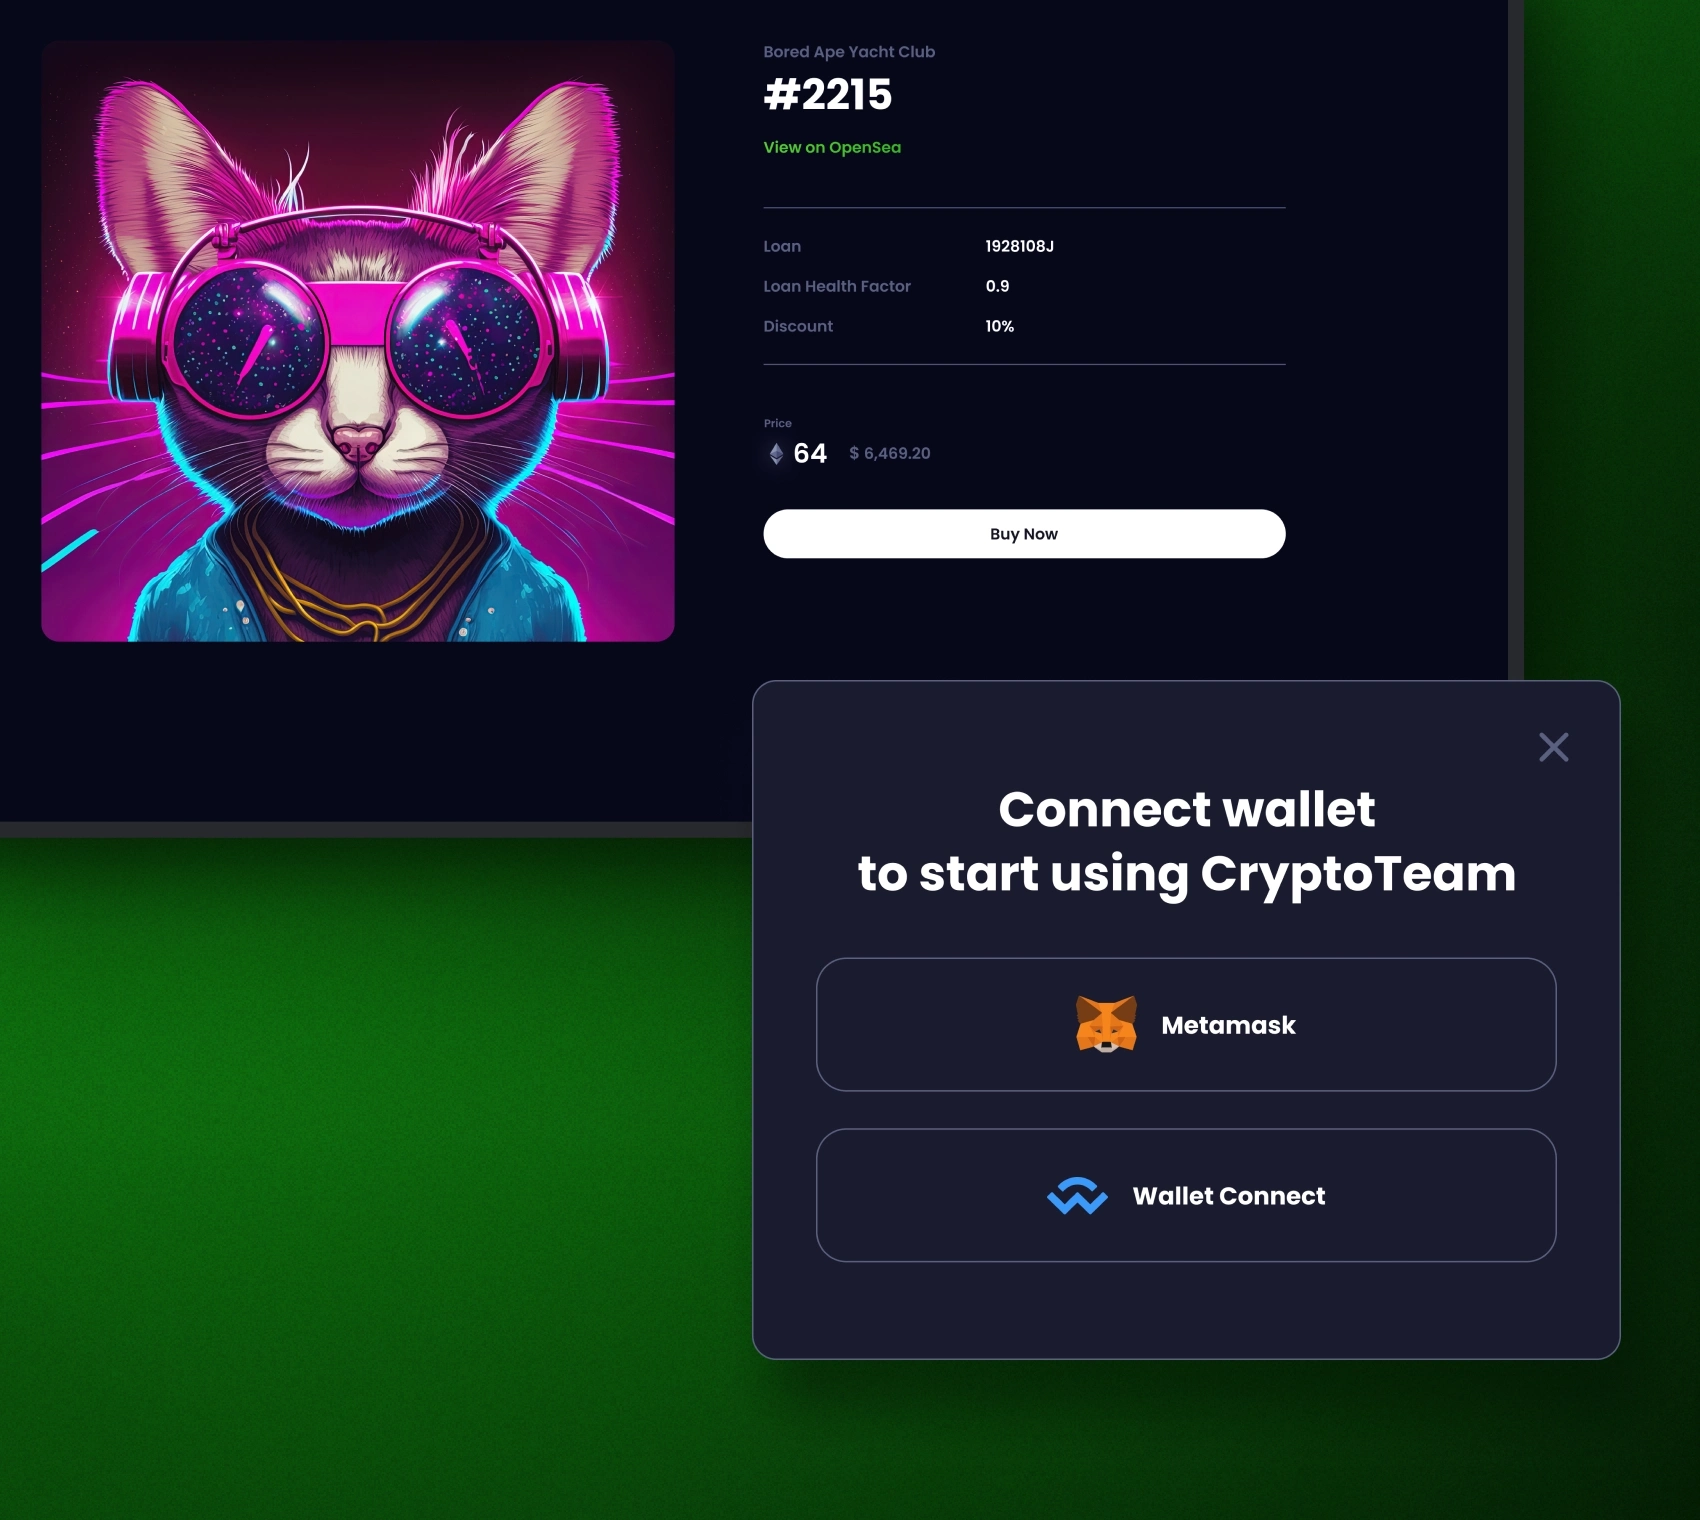 Bored Ape Yacht Club
#2215
View on OpenSea
Loan 1928108J
Loan Health Factor 0.9
Discount 10%
Price
64 $ 6,469.20
Buy Now
Connect wallet
to start using CryptoTeam
Metamask
Wallet Connect